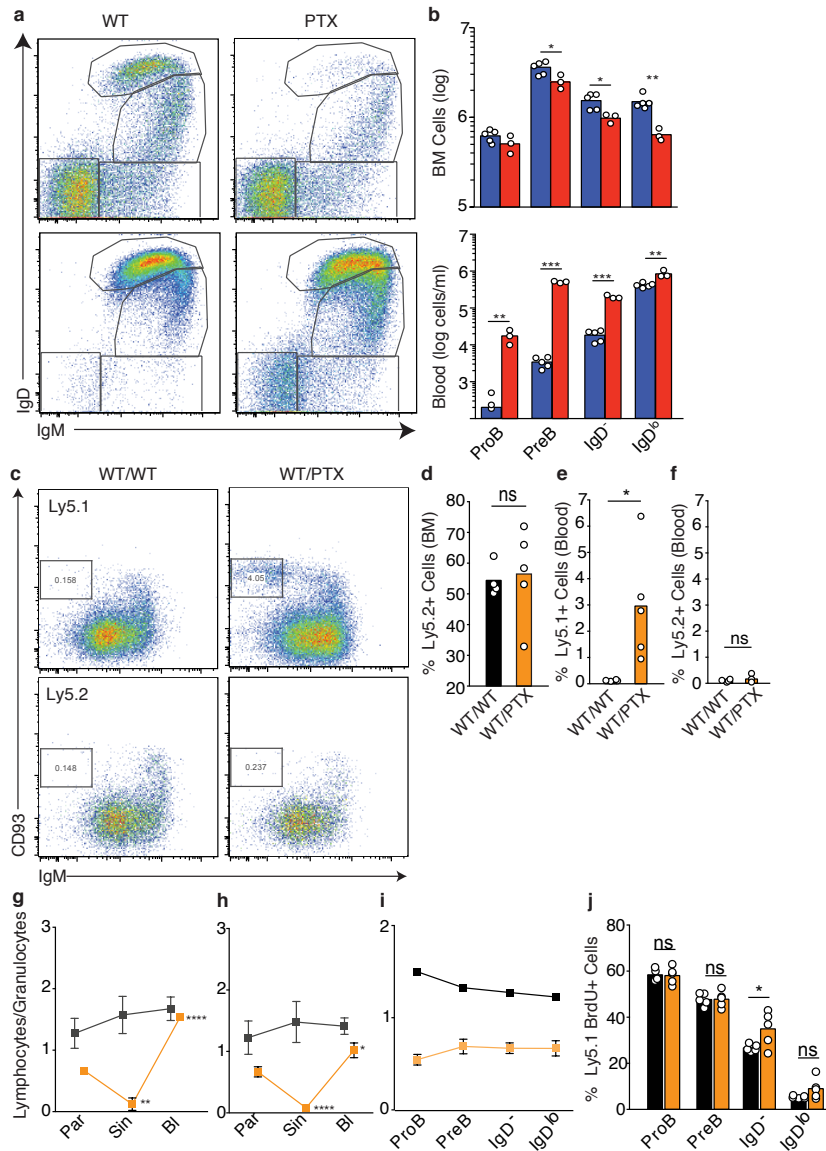 a
WT
PTX
IgD
IgM
b
BM Cells (log)
7
6
5
*
*
**
Blood (log cells/ml)
7
6
5
4
3
**
***
***
**
ProB
PreB
IgD-
IgDlo
c
WT/WT
WT/PTX
Ly5.1
0.158
4.05
Ly5.2
0.148
0.237
CD93
IgM
d
% Ly5.2+ Cells (BM)
80
70
60
50
40
30
20
ns
WT/WT
WT/PTX
e
% Ly5.1+ Cells (Blood)
7
6
5
4
3
2
1
0
*
WT/WT
WT/PTX
f
% Ly5.2+ Cells (Blood)
7
6
5
4
3
2
1
0
ns
WT/WT
WT/PTX
g
Lymphocytes/Granulocytes
3
2
1
0
**
****
Par
Sin
Bl
h
3
2
1
0
****
*
Par
Sin
Bl
i
2
1
0
ProB
PreB
IgD-
IgDlo
j
% Ly5.1 BrdU+ Cells
80
60
40
20
0
ns
ns
*
ns
ProB
PreB
IgD-
IgDlo